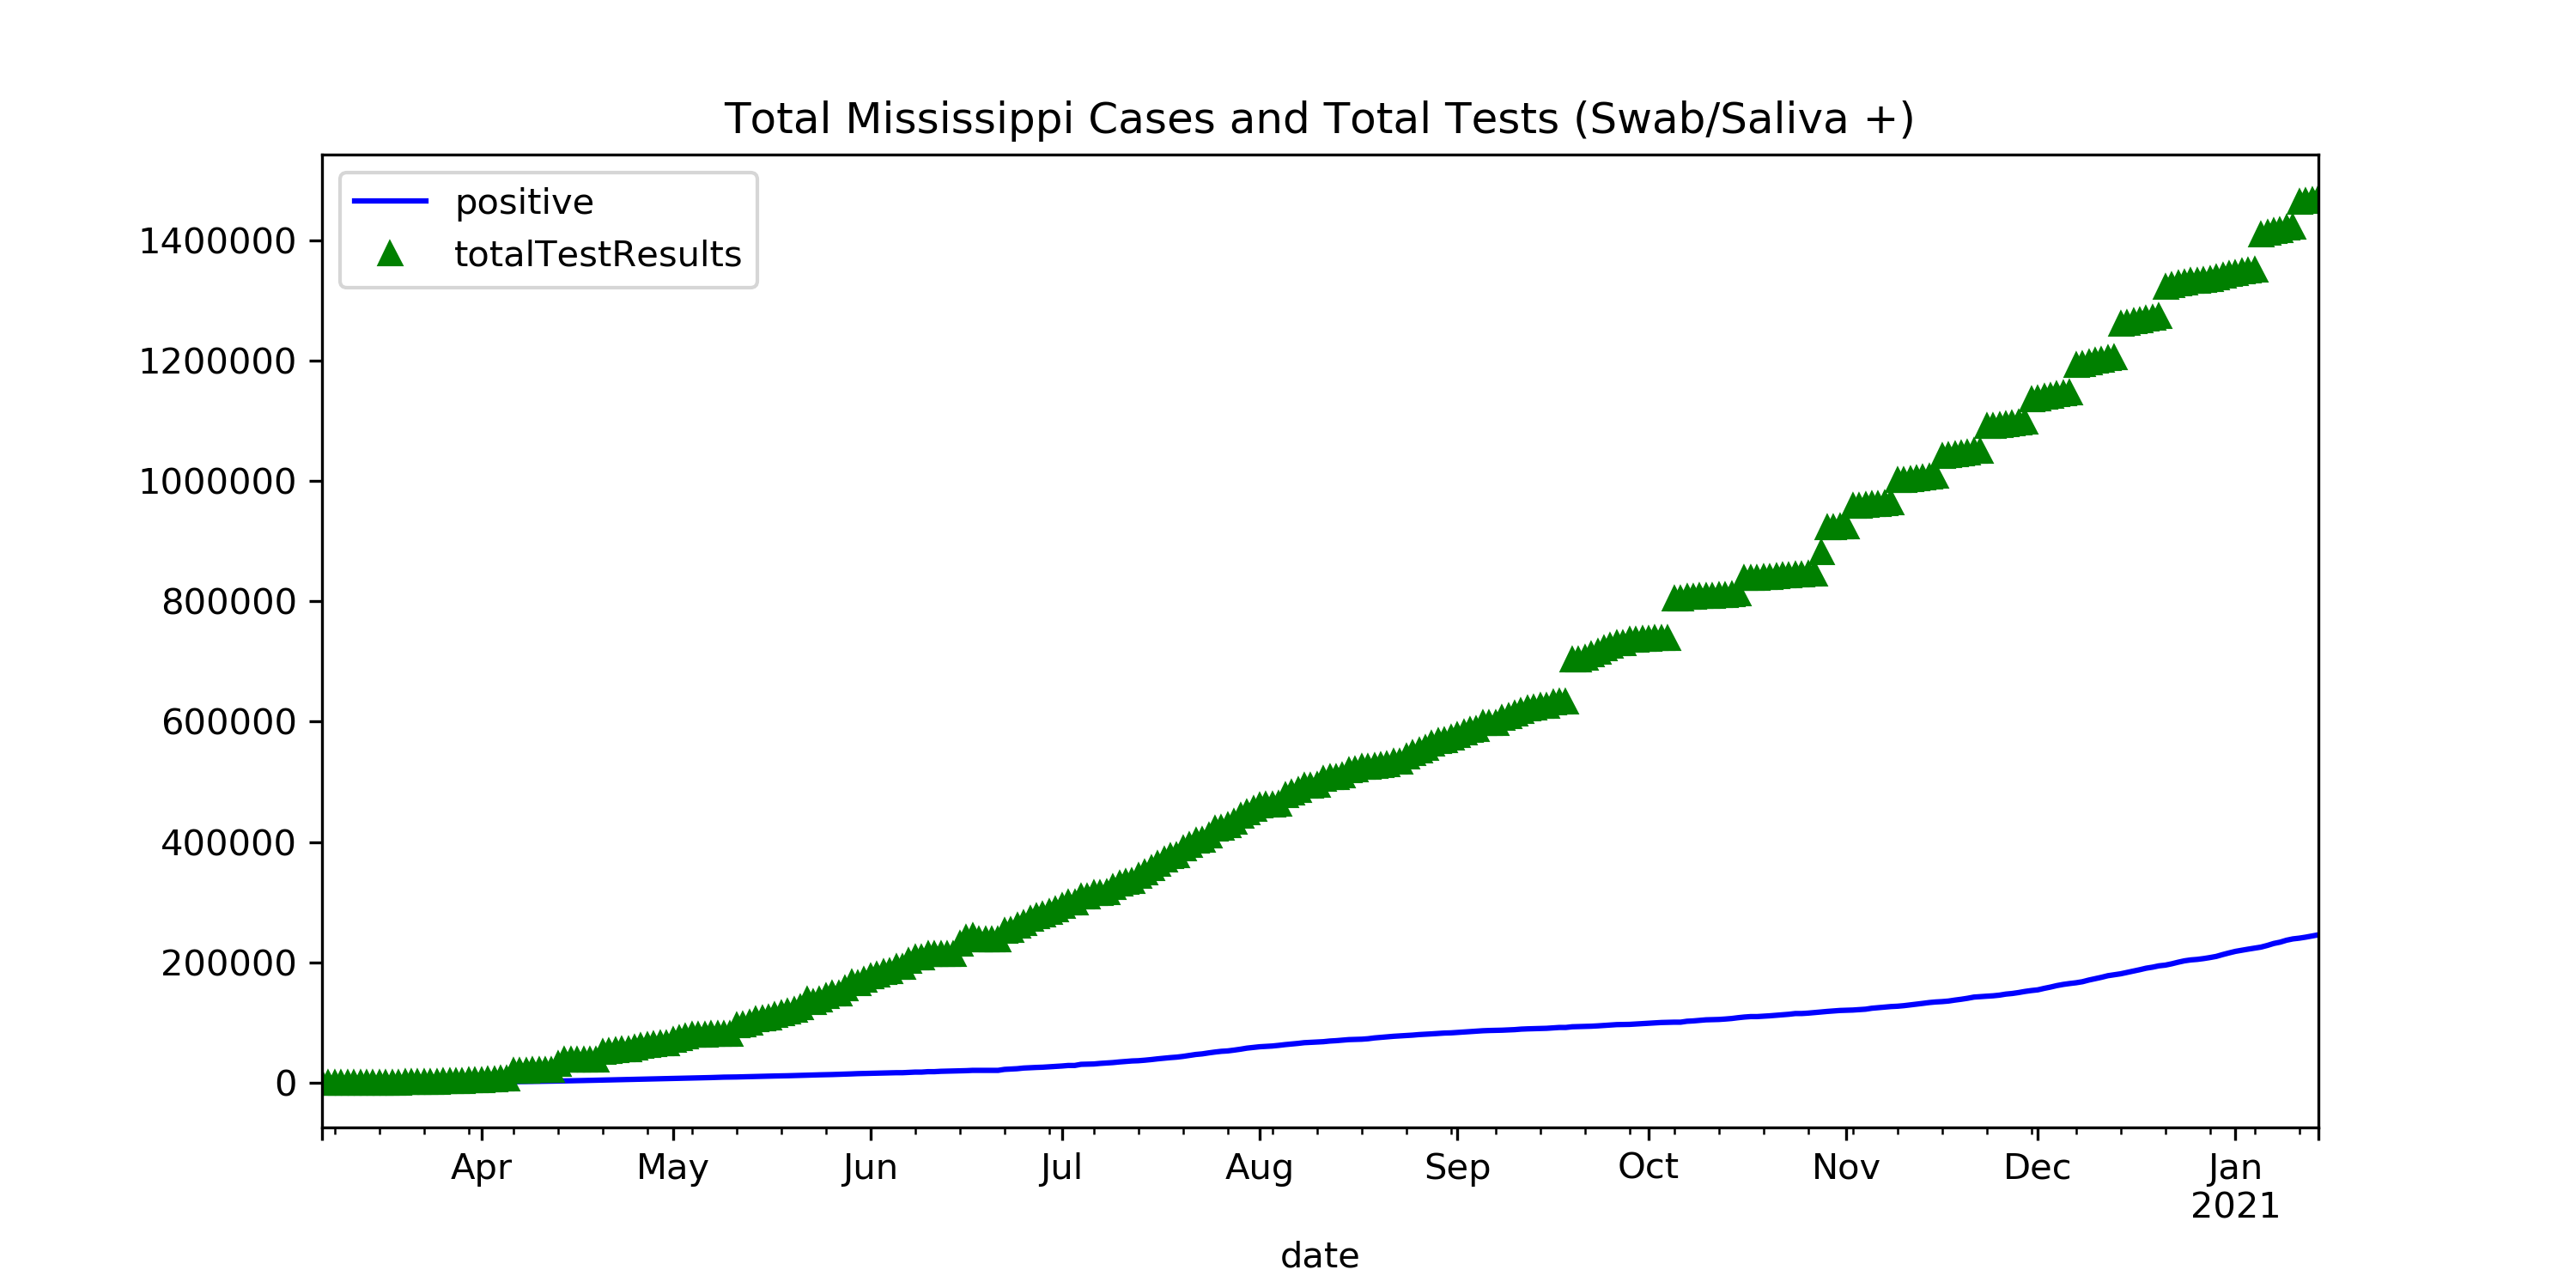 Total Mississippi Cases and Total Tests (Swab/Saliva +)
positive
totalTestResults
1400000
1200000
1000000
800000
600000
400000
200000
0
Apr May Jun Jul Aug Sep Oct Nov Dec Jan
2021
date